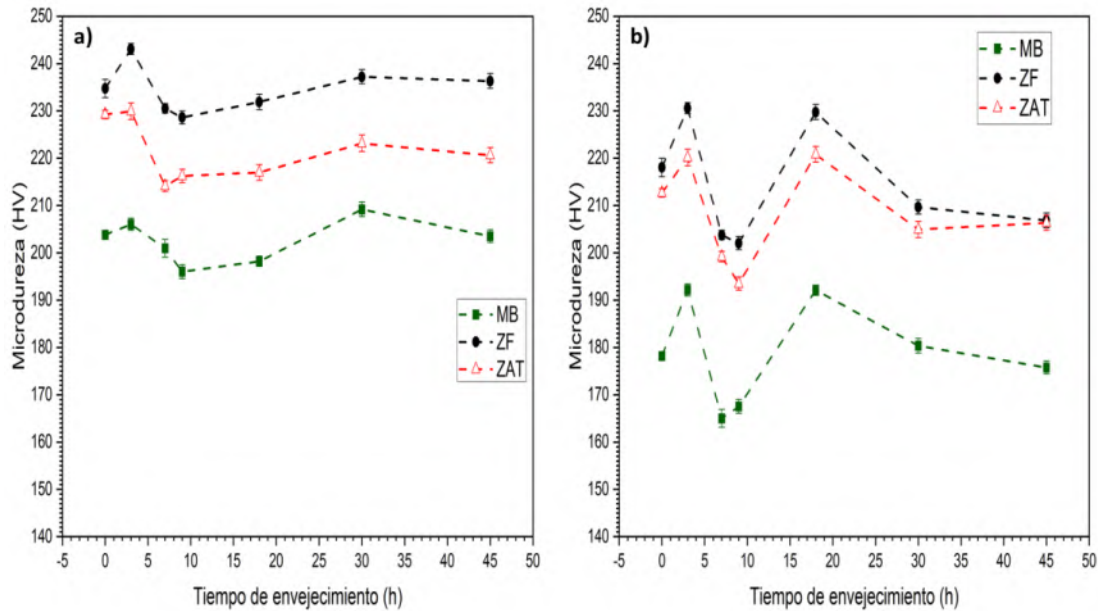 a)
250
240
230
220
210
200
190
180
170
160
150
140
Microdureza (HV)
MB
ZF
ZAT
-5 0 5 10 15 20 25 30 35 40 45 50
Tiempo de envejecimiento (h)
b)
250
240
230
220
210
200
190
180
170
160
150
140
Microdureza (HV)
MB
ZF
ZAT
-5 0 5 10 15 20 25 30 35 40 45 50
Tiempo de envejecimiento (h)